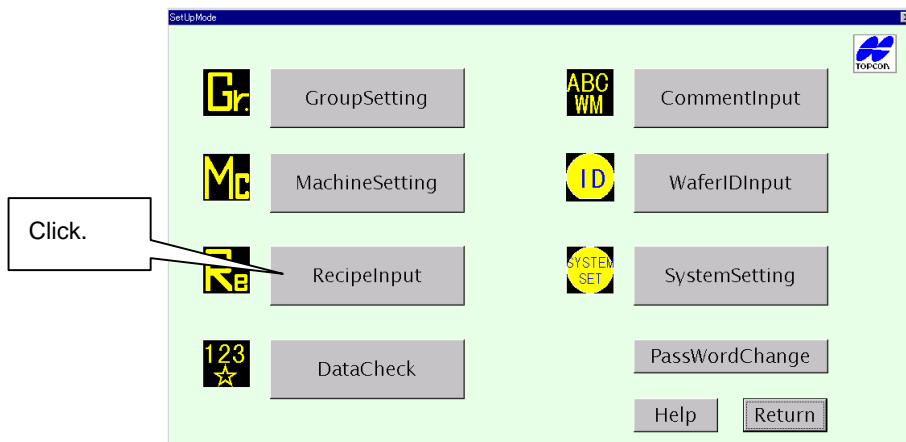 SetUpMode
TOPCON
Gr.
GroupSetting
ABC
WM
CommentInput
Mc
MachineSetting
ID
WaferIDInput
Click.
Re
RecipeInput
SYSTEM
SET
SystemSetting
123
DataCheck
PassWordChange
Help
Return